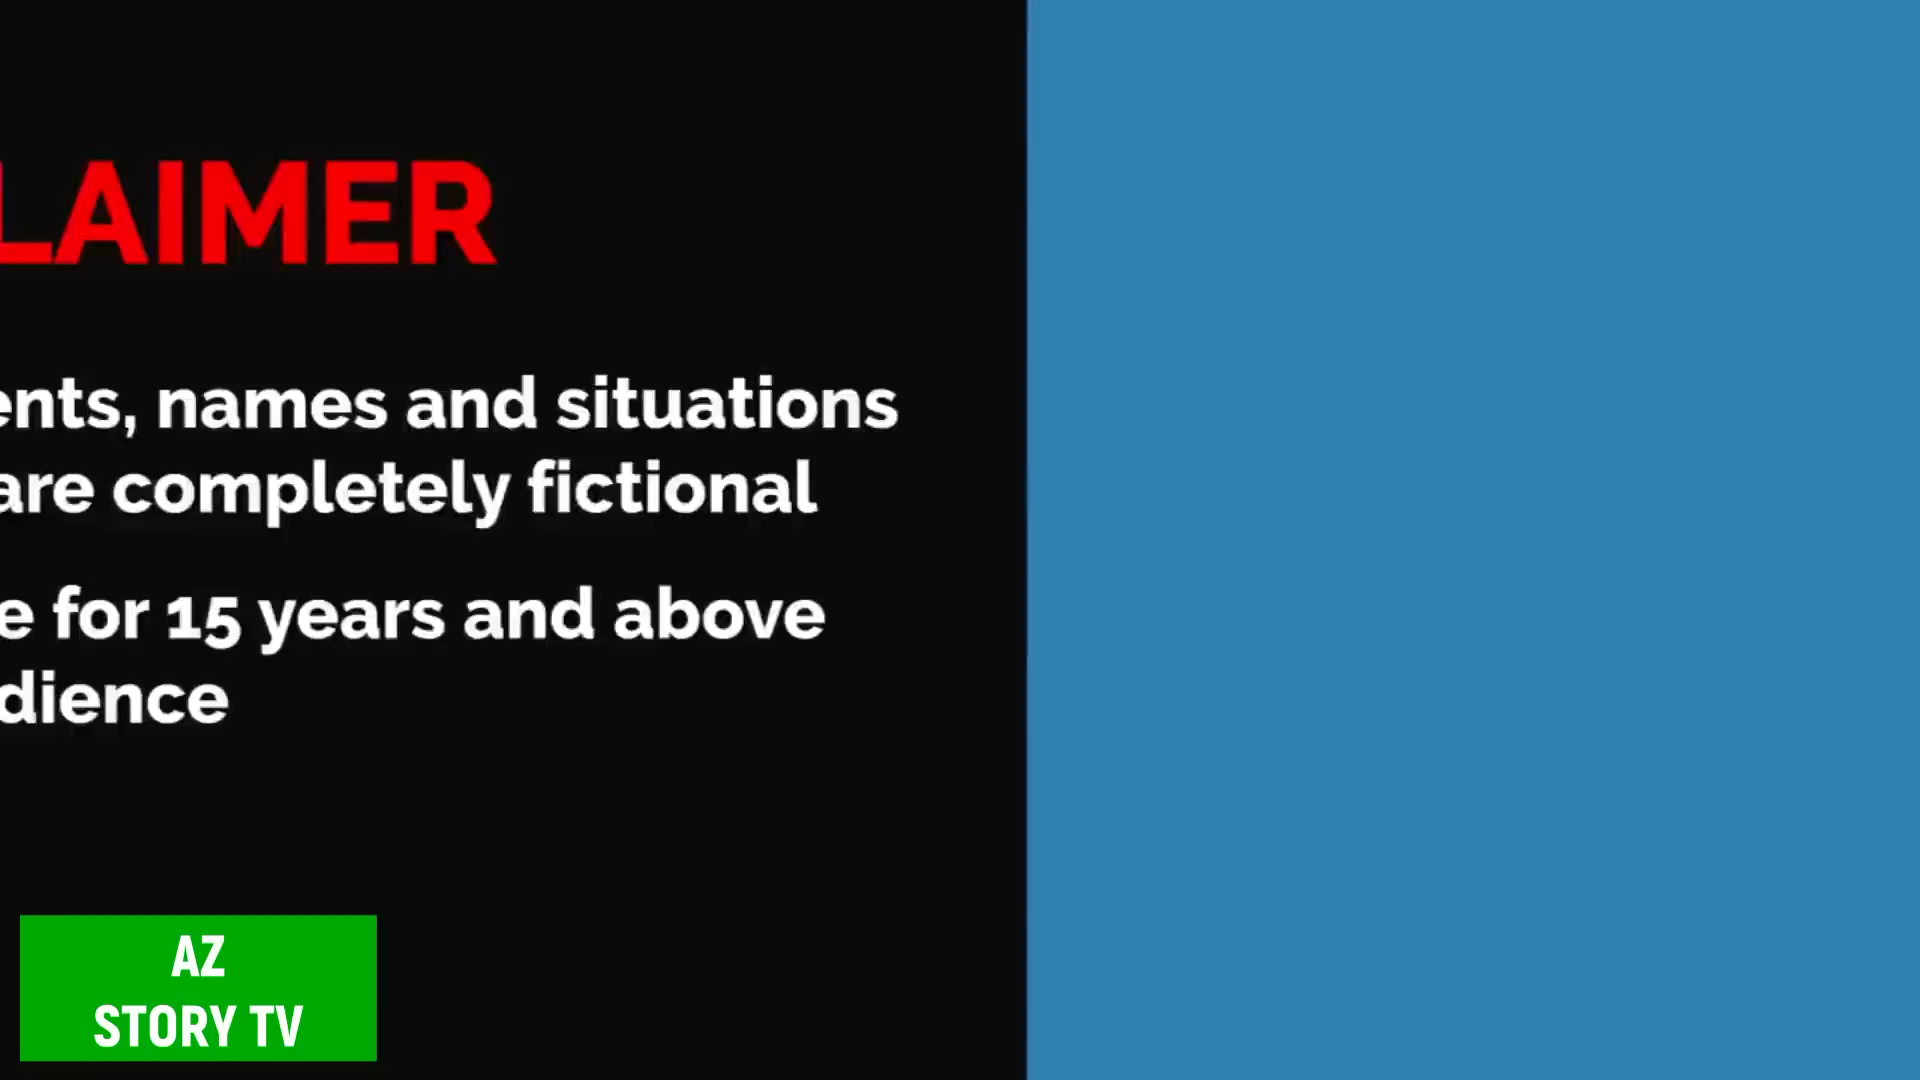 LAIMER
ents, names and situations
are completely fictional
e for 15 years and above
dience
AZ
STORY TV